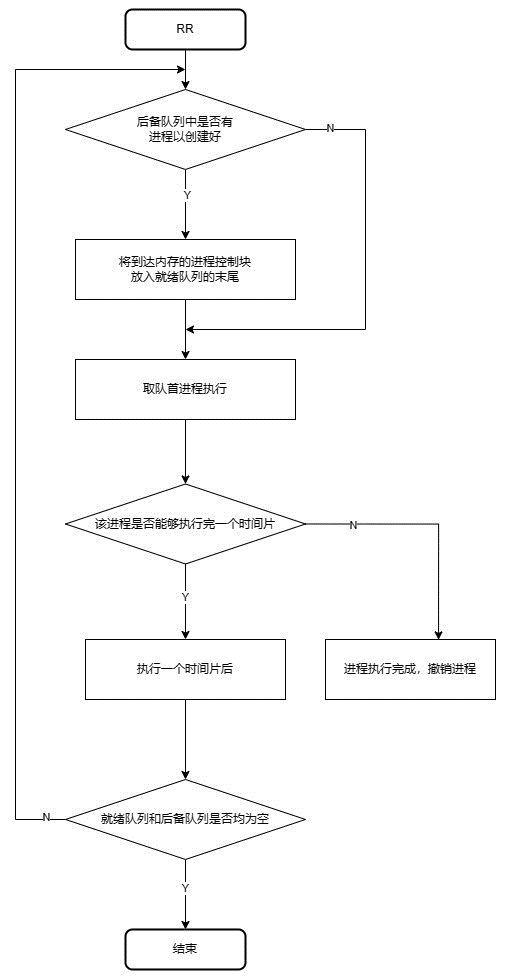 RR
后备队列中是否有
进程以创建好
N
Y
将到达内存的进程控制块
放入就绪队列的末尾
取队首进程执行
该进程是否能够执行完一个时间片
N
Y
执行一个时间片后
进程执行完成，撤销进程
就绪队列和后备队列是否均为空
N
Y
结束